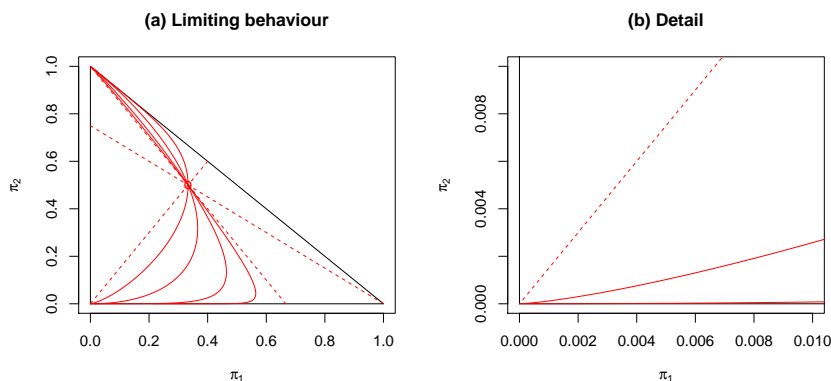 (a) Limiting behaviour
1.0
0.8
0.6
0.4
0.2
0.0
π2
0.0 0.2 0.4 0.6 0.8 1.0
π1
(b) Detail
0.008
0.004
0.000
π2
0.000 0.002 0.004 0.006 0.008 0.010
π1